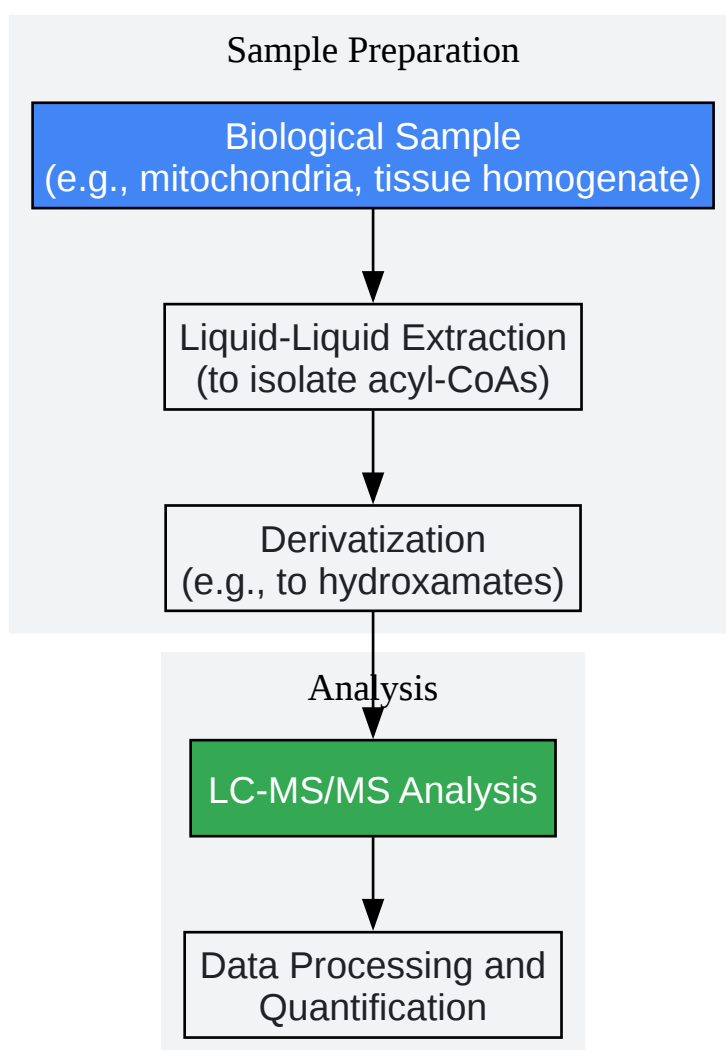 Sample Preparation
Biological Sample
(e.g., mitochondria, tissue homogenate)
Liquid-Liquid Extraction
(to isolate acyl-CoAs)
Derivatization
(e.g., to hydroxamates)
Analysis
LC-MS/MS Analysis
Data Processing and
Quantification